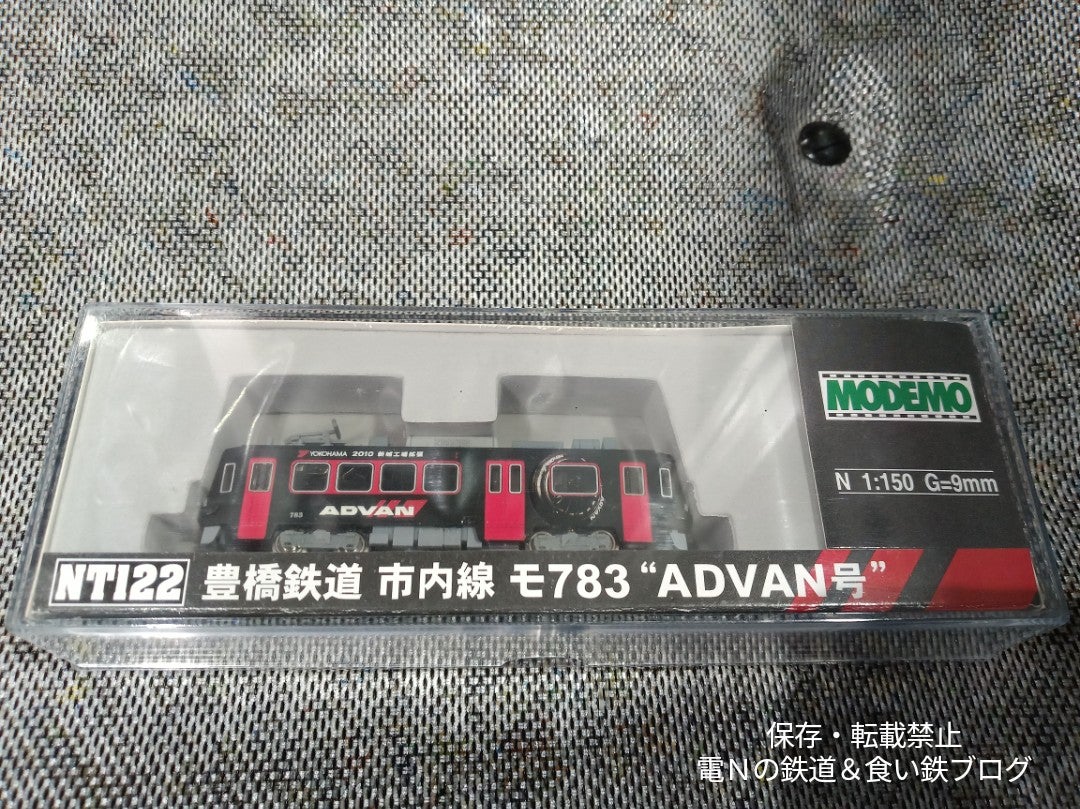 MODEMO
N 1:150 G=9mm
YOKOHAMA 2010 新城工場拡張
783
ADVAN
ADVAN
NT122 豊橋鉄道 市内線 モ783 “ADVAN号”
保存・転載禁止
電Nの鉄道&食い鉄ブログ